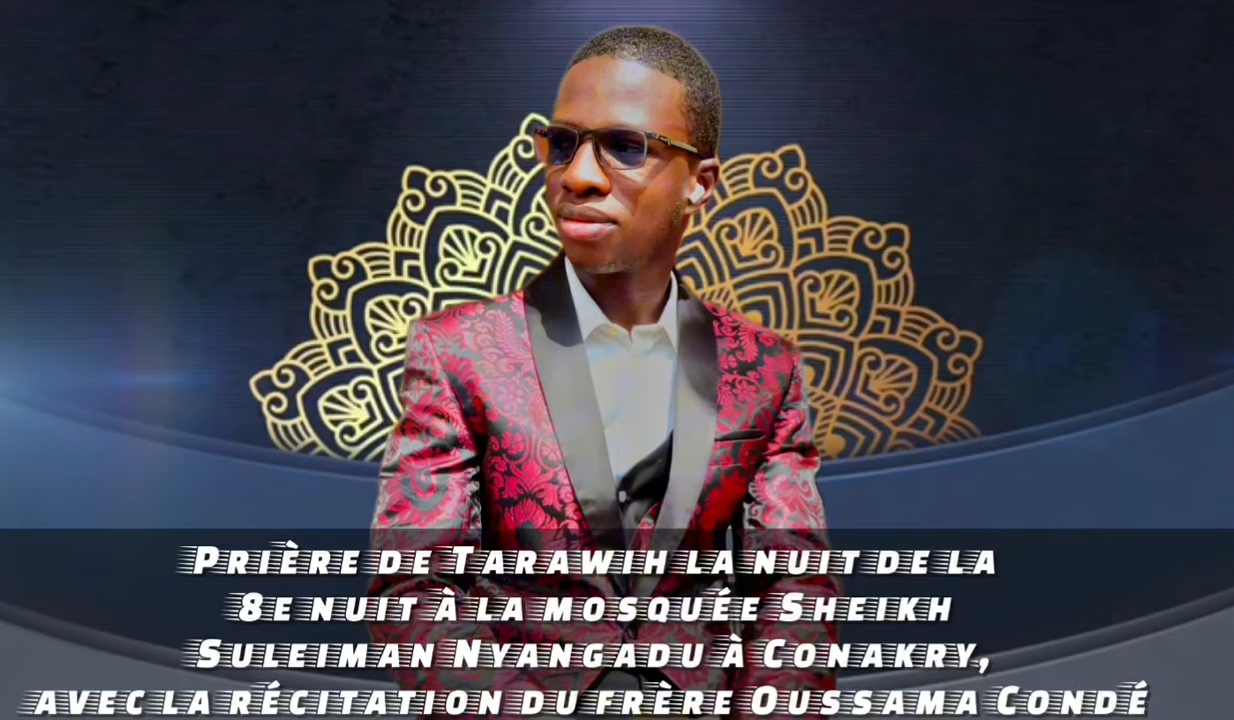 Prière de Tarawih la nuit de la
8e nuit à la mosquée Sheikh
Suleiman Nyangadu à Conakry,
avec la récitation du frère Oussama Condé